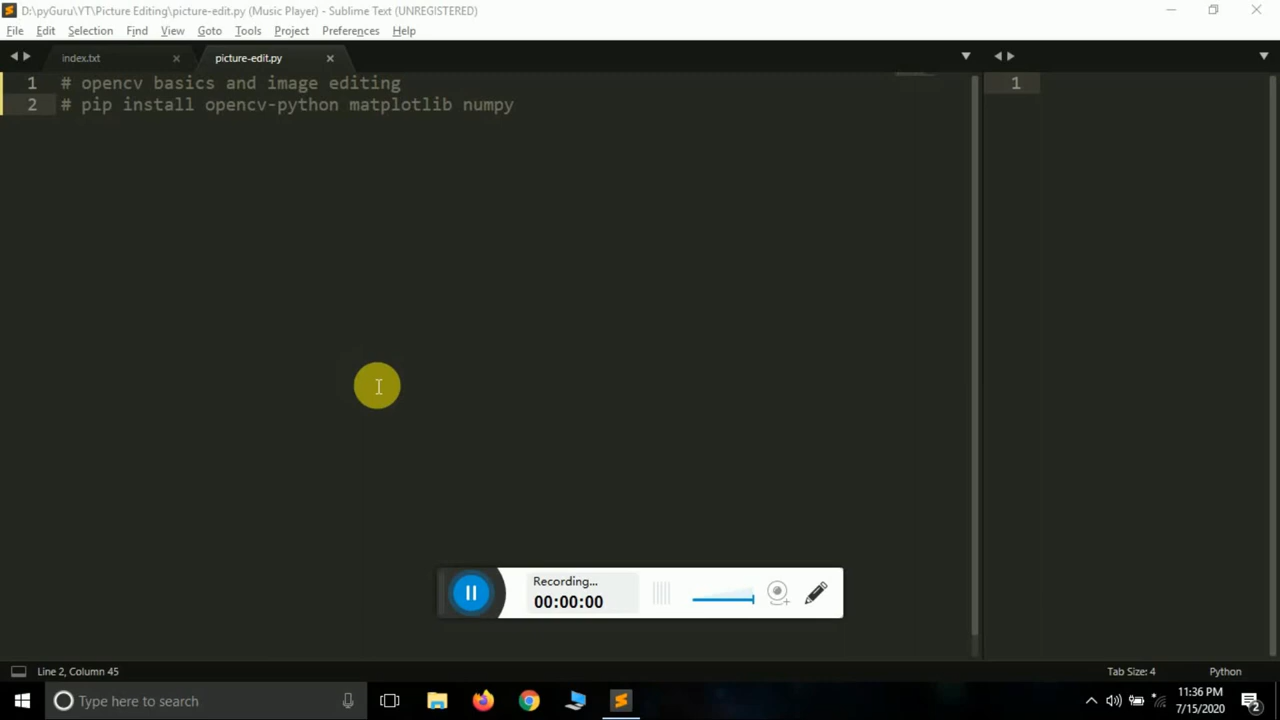 D:\pyGuru\YT\Picture Editing\picture-edit.py (Music Player) - Sublime Text (UNREGISTERED)
File Edit Selection Find View Goto Tools Project Preferences Help
index.txt picture-edit.py
1 # opencv basics and image editing 1
2 # pip install opencv-python matplotlib numpy
Recording...
00:00:00
Line 2, Column 45 Tab Size: 4 Python
Type here to search
11:36 PM
7/15/2020
2